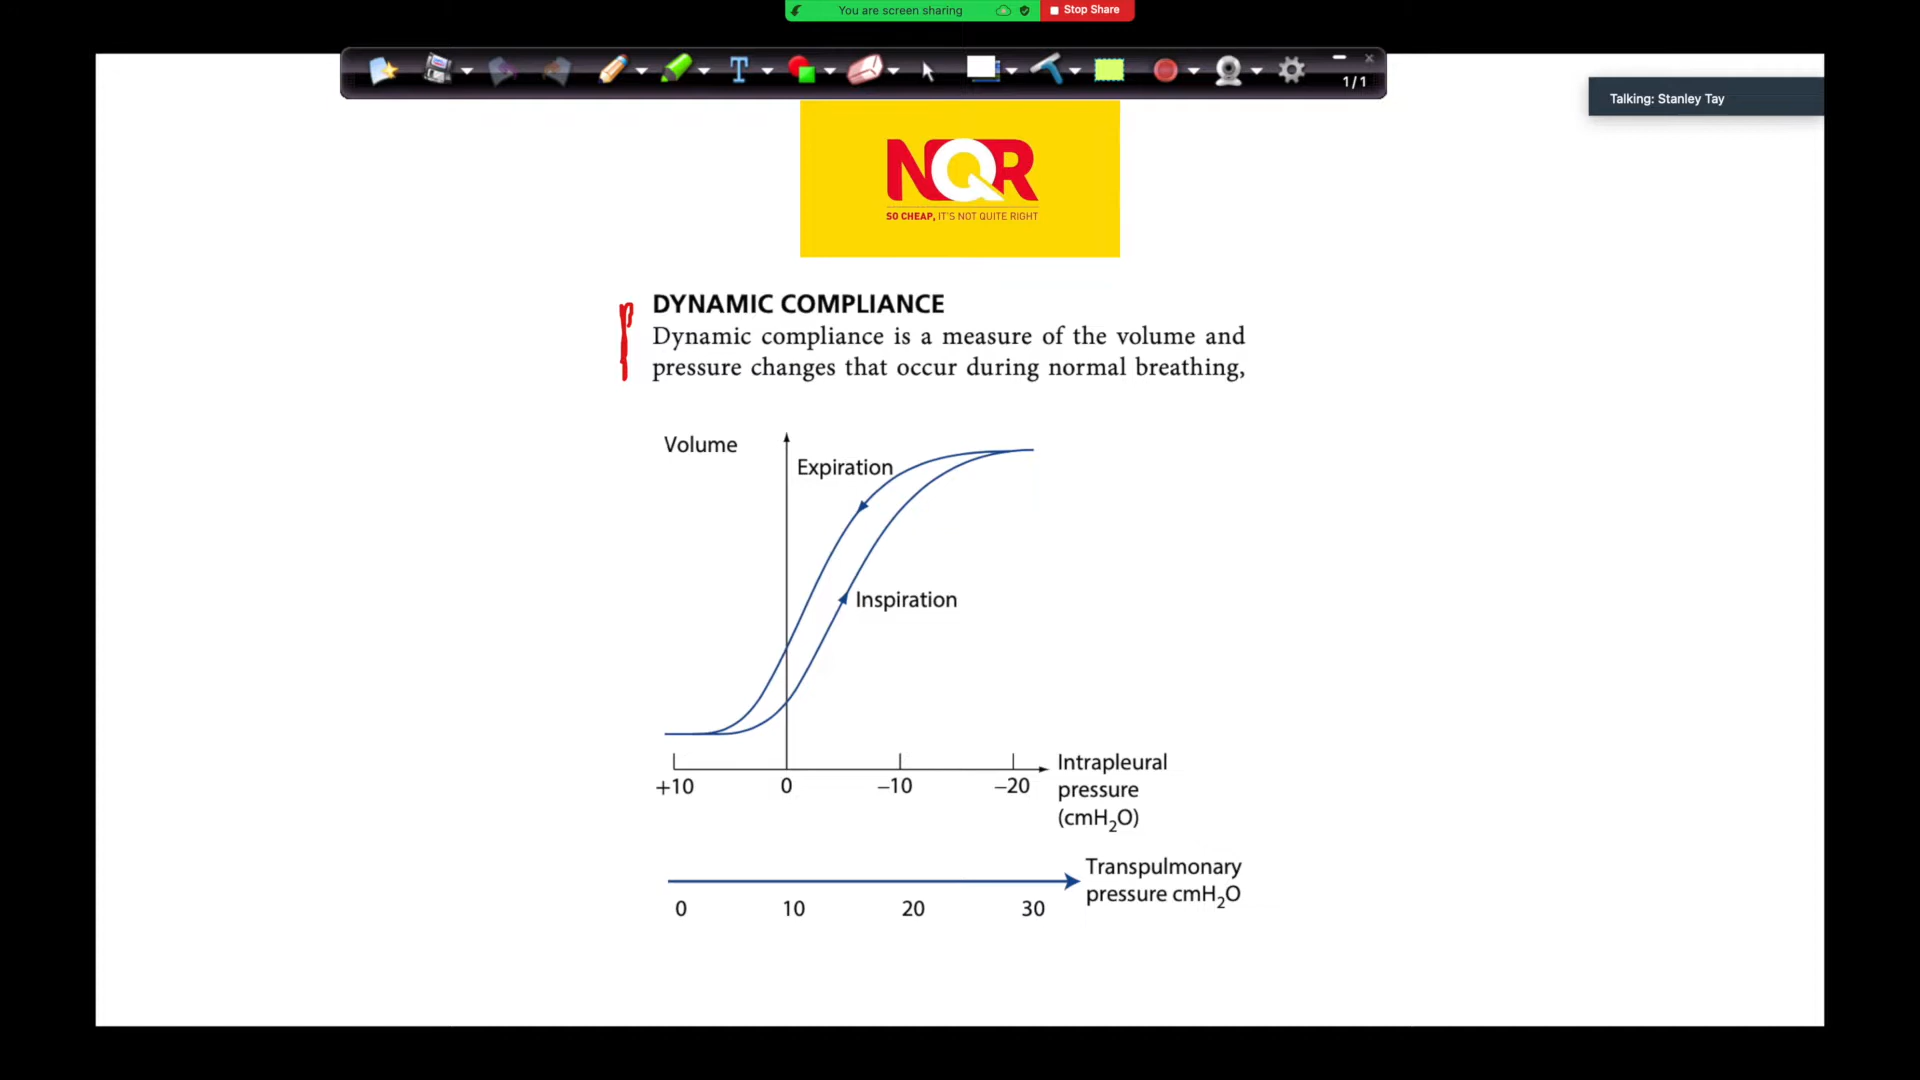 You are screen sharing
Stop Share
T
1/1
Talking: Stanley Tay
NQR
SO CHEAP, IT'S NOT QUITE RIGHT
DYNAMIC COMPLIANCE
Dynamic compliance is a measure of the volume and
pressure changes that occur during normal breathing,
Volume
Expiration
Inspiration
+10 0 –10 –20
Intrapleural
pressure
(cmH₂O)
Transpulmonary
pressure cmH₂O
0 10 20 30